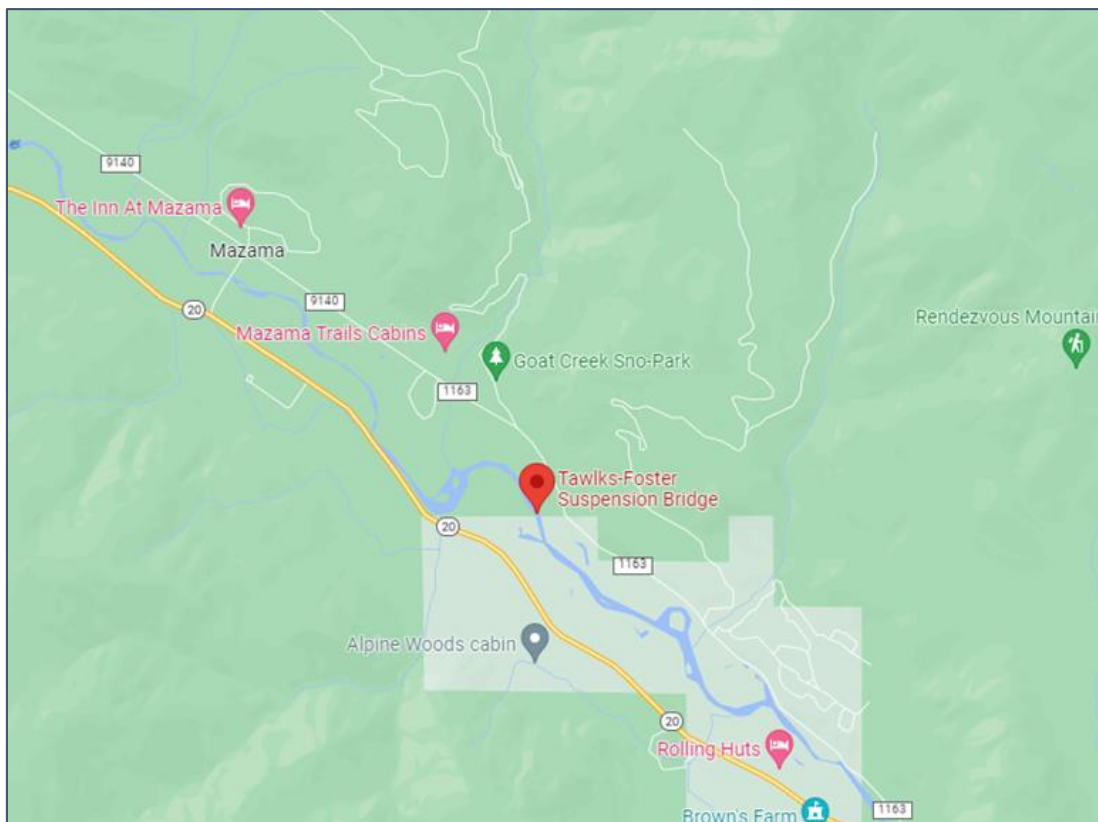 9140
The Inn At Mazama
Mazama
20
9140
Mazama Trails Cabins
Rendezvous Mountain
Goat Creek Sno-Park
1163
Tawlks-Foster
Suspension Bridge
20
1163
Alpine Woods cabin
20
Rolling Huts
Brown's Farm
1163